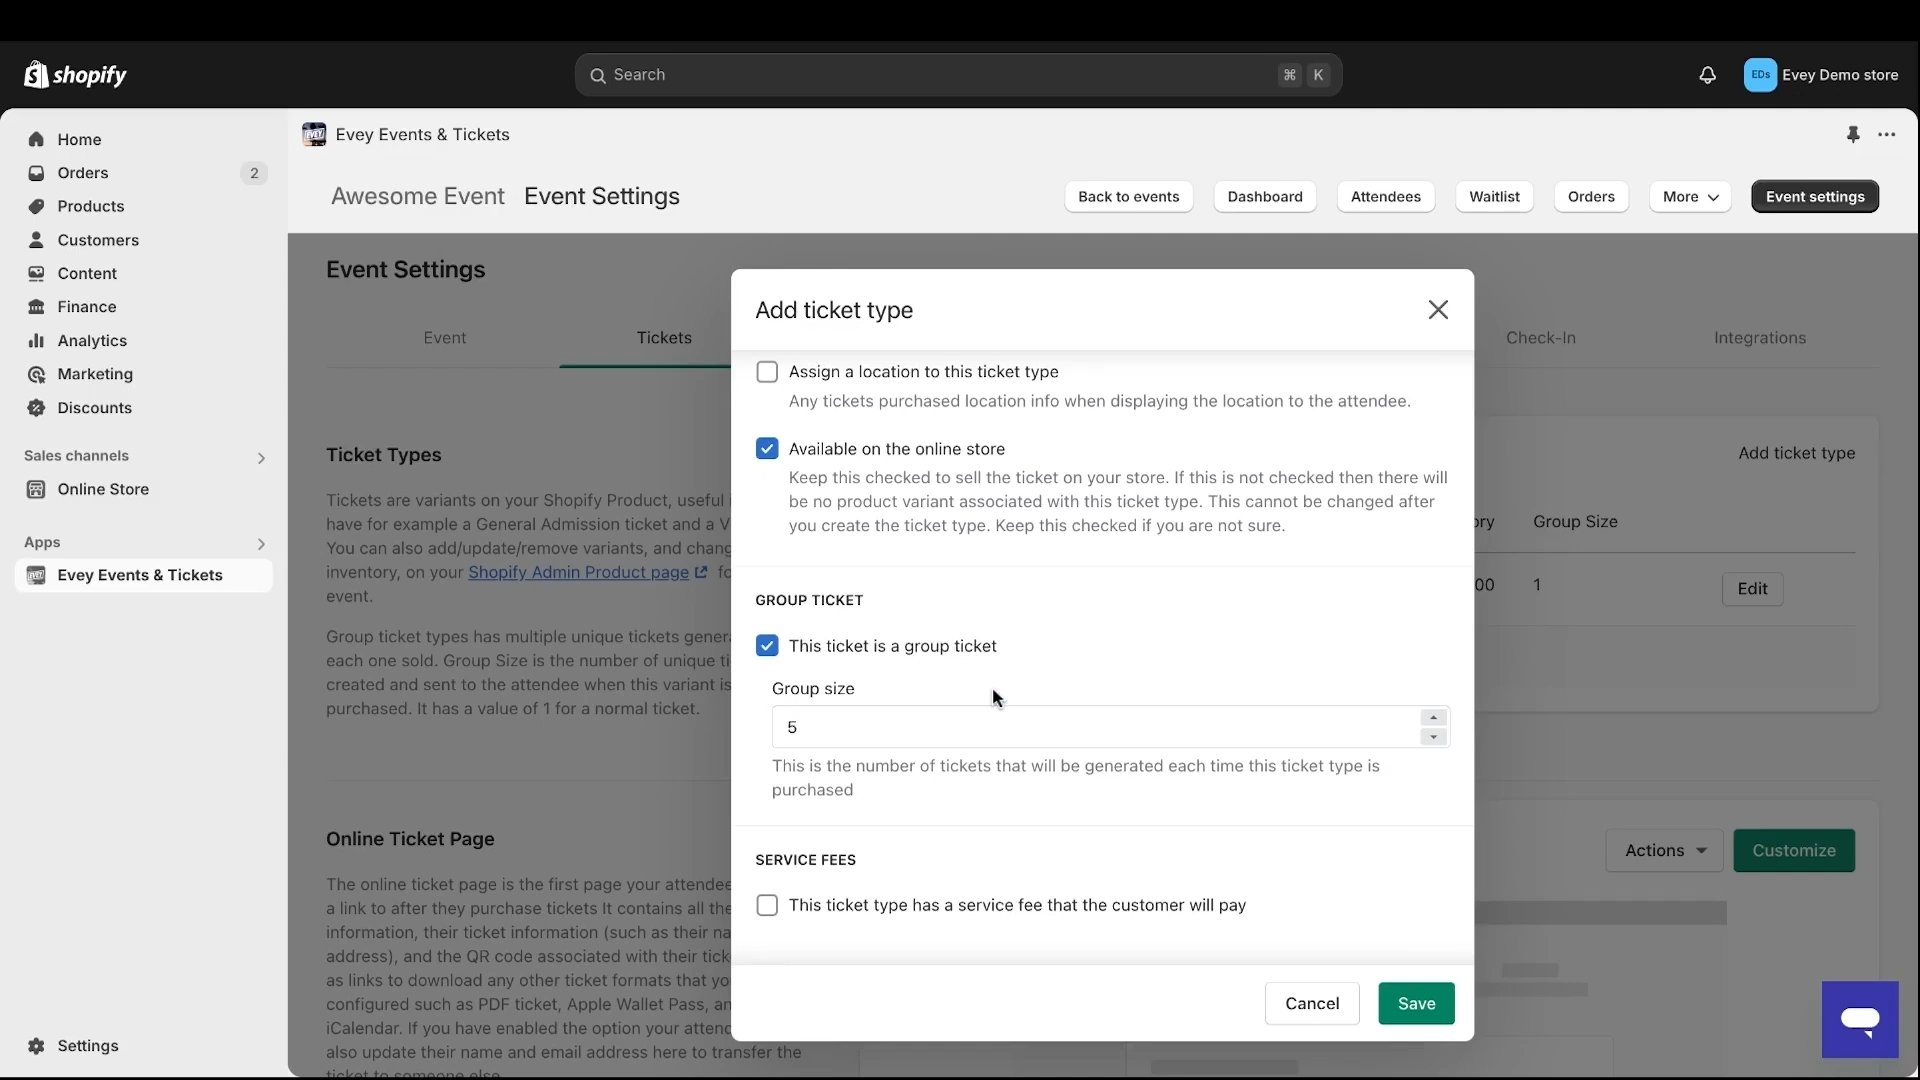 shopify
Search
⌘ K
EDs Evey Demo store
Home
Orders 2
Products
Customers
Content
Finance
Analytics
Marketing
Discounts
Sales channels
Online Store
Apps
Evey Events & Tickets
Settings
EVEY Evey Events & Tickets
Awesome Event Event Settings
Back to events Dashboard Attendees Waitlist Orders More Event settings
Event Settings
Event Tickets Check-In Integrations
Ticket Types
Tickets are variants on your Shopify Product, useful
have for example a General Admission ticket and a V
You can also add/update/remove variants, and chang
inventory, on your Shopify Admin Product page
event.
Group ticket types has multiple unique tickets gener
each one sold. Group Size is the number of unique ti
created and sent to the attendee when this variant is
purchased. It has a value of 1 for a normal ticket.
Add ticket type
ory Group Size
00 1 Edit
Online Ticket Page
The online ticket page is the first page your attende
a link to after they purchase tickets It contains all the
information, their ticket information (such as their na
address), and the QR code associated with their tick
as links to download any other ticket formats that yo
configured such as PDF ticket, Apple Wallet Pass, an
iCalendar. If you have enabled the option your atten
also update their name and email address here to transfer the
ticket to someone else
Actions Customize
Add ticket type
Assign a location to this ticket type
Any tickets purchased location info when displaying the location to the attendee.
Available on the online store
Keep this checked to sell the ticket on your store. If this is not checked then there will
be no product variant associated with this ticket type. This cannot be changed after
you create the ticket type. Keep this checked if you are not sure.
GROUP TICKET
This ticket is a group ticket
Group size
5
This is the number of tickets that will be generated each time this ticket type is
purchased
SERVICE FEES
This ticket type has a service fee that the customer will pay
Cancel Save